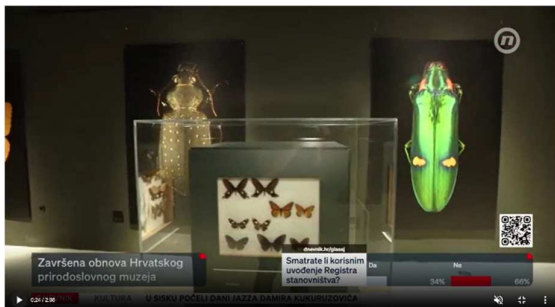 dnevnik.hr/glasaj
Završena obnova Hrvatskog
prirodoslovnog muzeja
Smatrate li korisnim
uvođenje Registra
stanovništva?
Da
Ne
34%
66%
KULTURA
U SISKU POČELI DANI JAZZA DAMIRA KUKURUZOVIĆA
0:24 / 2:36